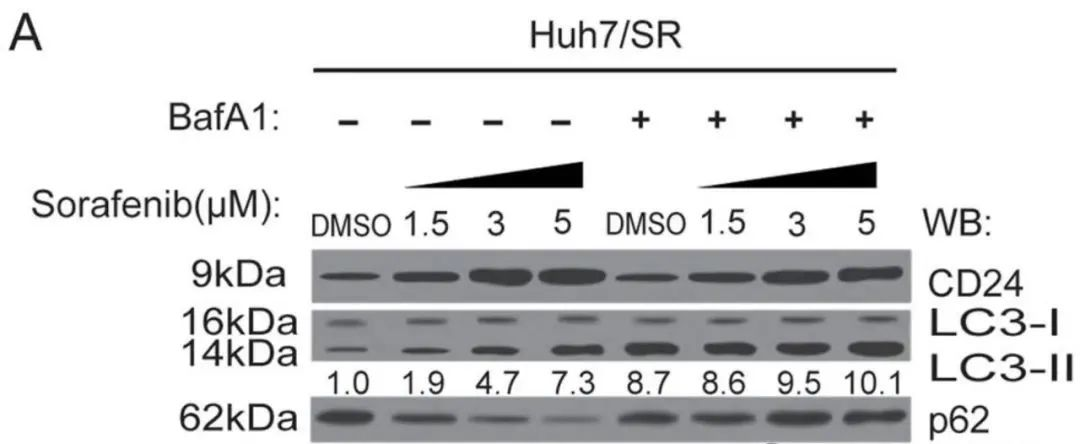 A
Huh7/SR
BafA1: – – – – + + + +
Sorafenib(μM): DMSO 1.5 3 5 DMSO 1.5 3 5 WB:
9kDa CD24
16kDa LC3-I
14kDa LC3-II
1.0 1.9 4.7 7.3 8.7 8.6 9.5 10.1
62kDa p62